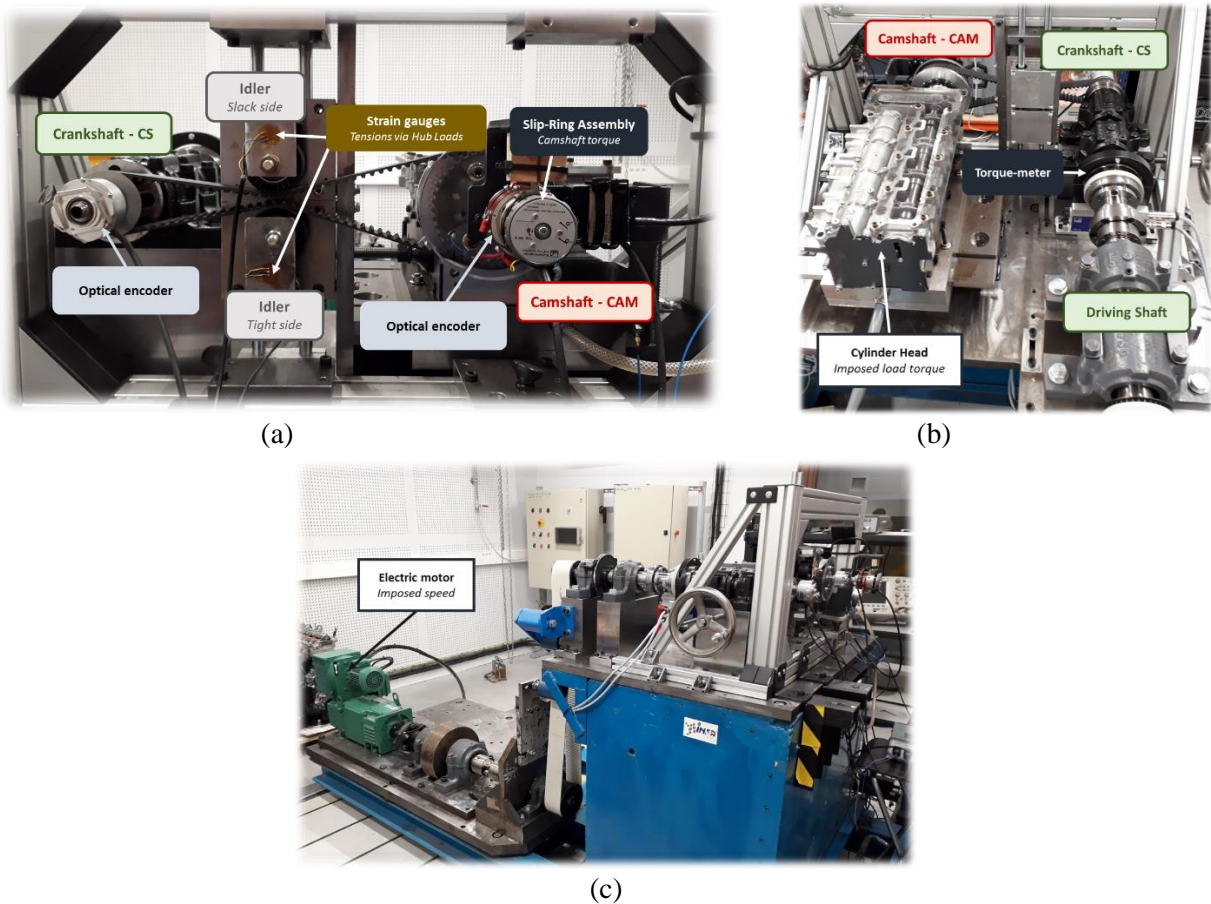 Idler
Slack side
Crankshaft - CS
Strain gauges
Tensions via Hub Loads
Slip-Ring Assembly
Camshaft torque
Optical encoder
Idler
Tight side
Optical encoder
Camshaft - CAM
(a)
Camshaft - CAM
Crankshaft - CS
Torque-meter
Driving Shaft
Cylinder Head
Imposed load torque
(b)
Electric motor
Imposed speed
INSA
(c)